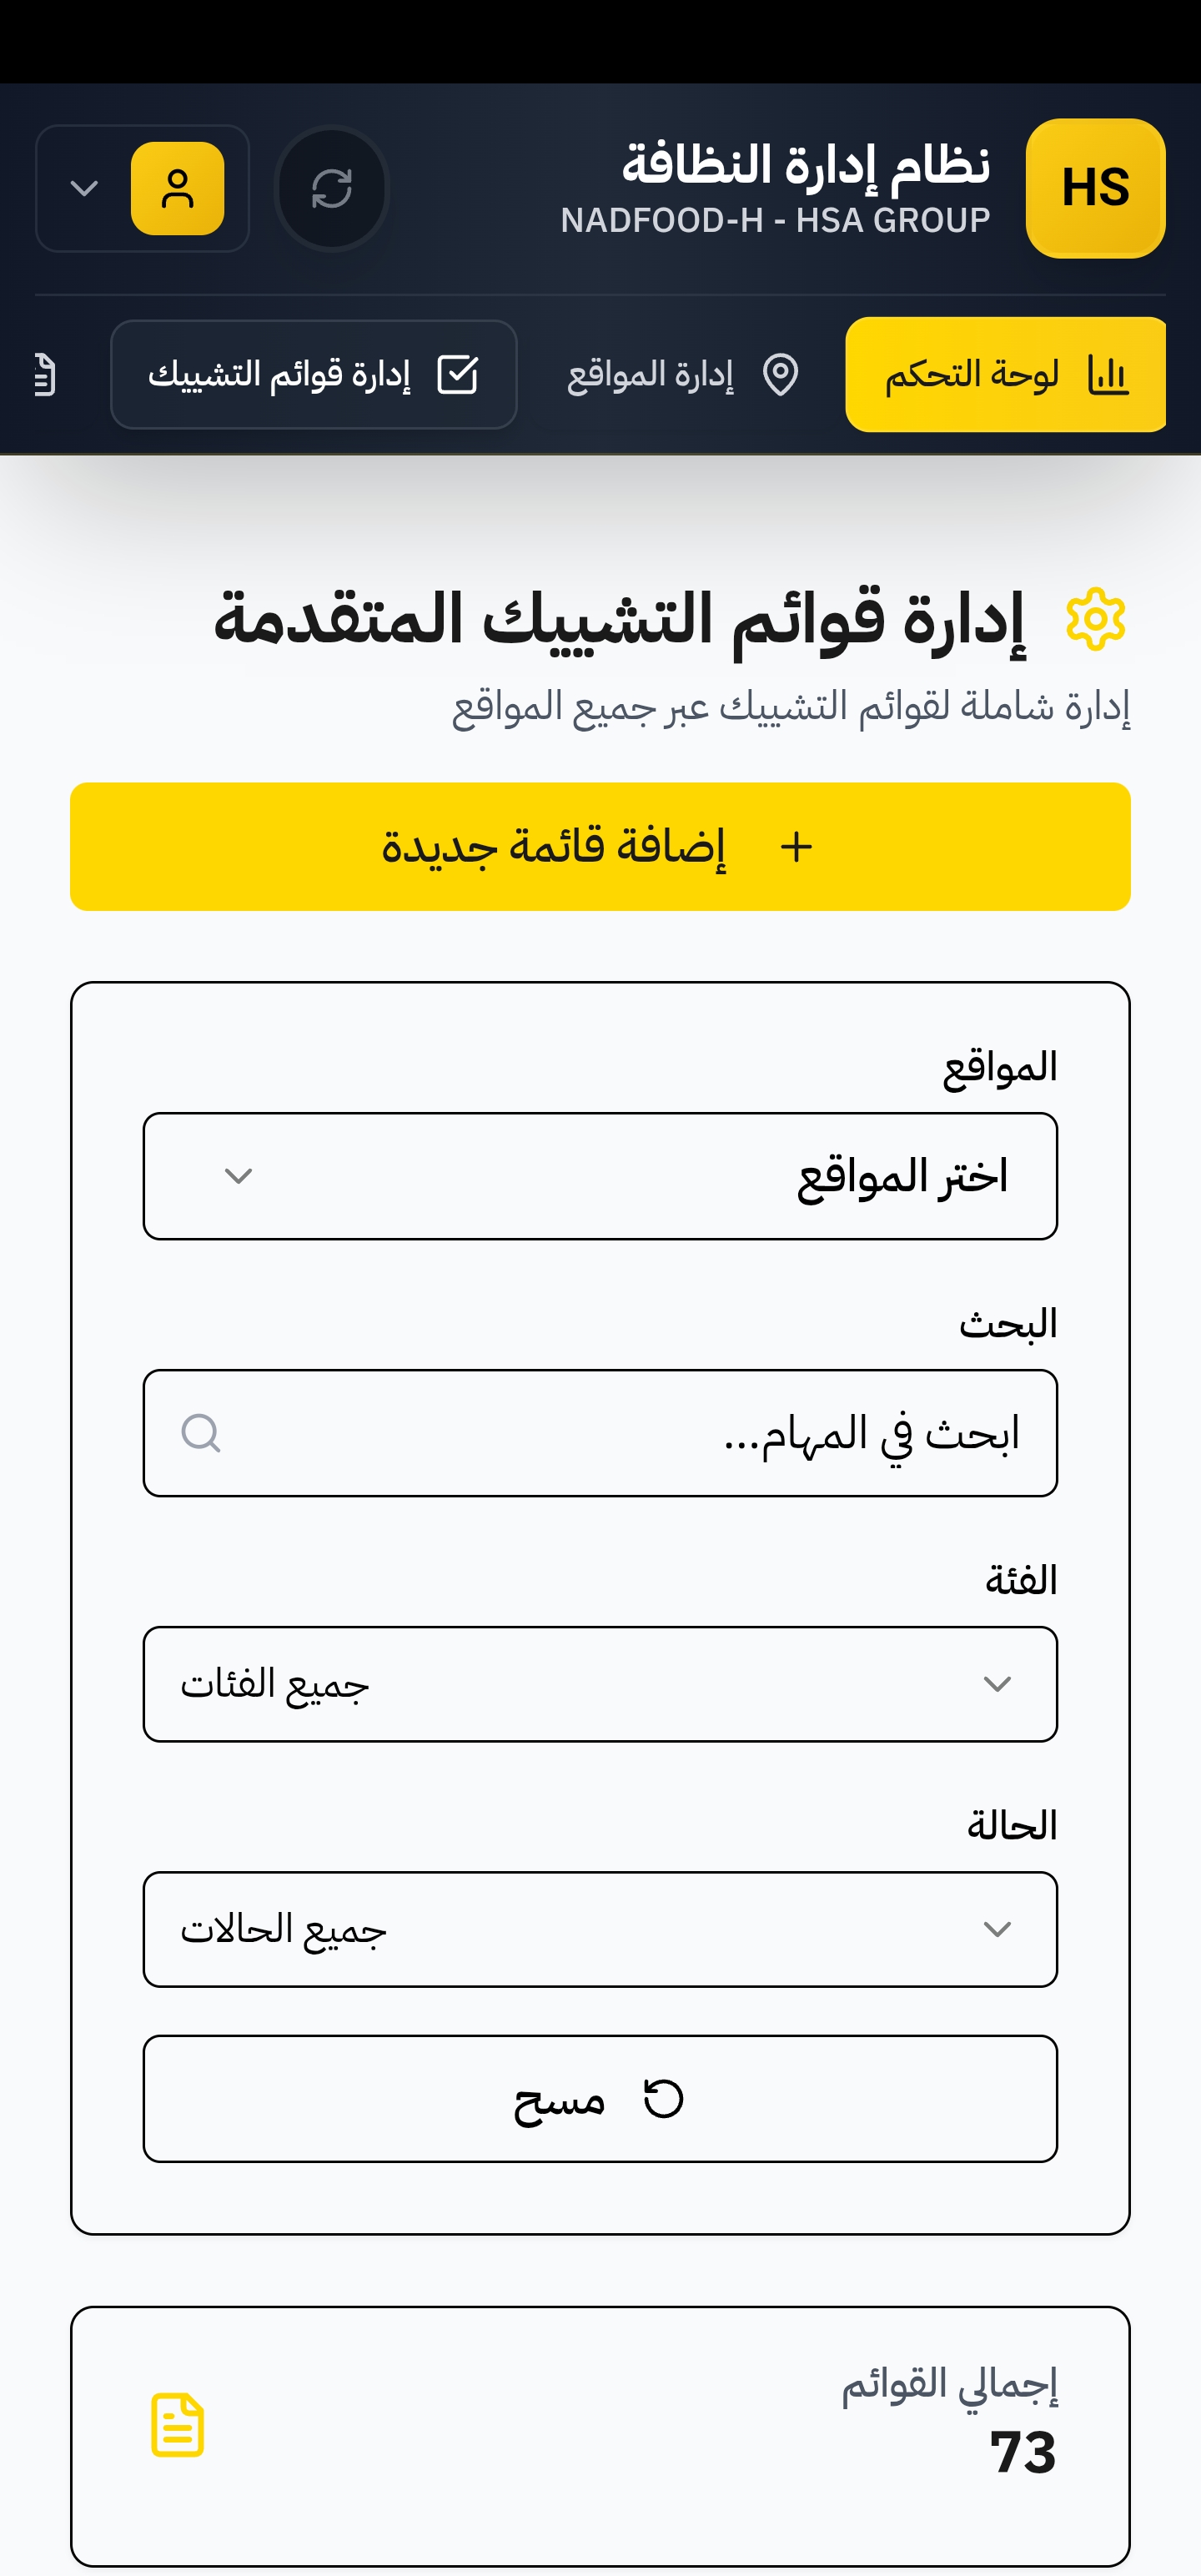 HS
نظام إدارة النظافة
NADFOOD-H - HSA GROUP
لوحة التحكم
إدارة المواقع
إدارة قوائم التشييك
إدارة قوائم التشييك المتقدمة
إدارة شاملة لقوائم التشييك عبر جميع المواقع
إضافة قائمة جديدة
المواقع
اختر المواقع
البحث
ابحث في المهام...
الفئة
جميع الفئات
الحالة
جميع الحالات
مسح
إجمالي القوائم
73